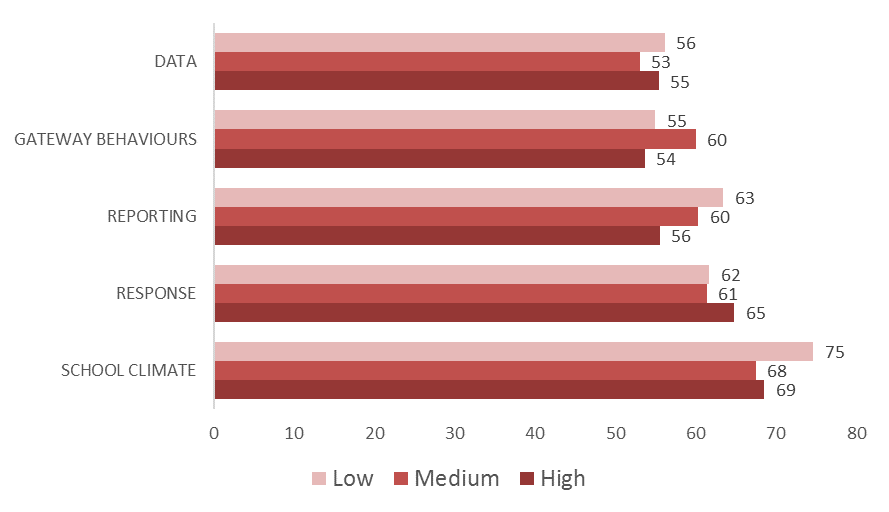 DATA
56
53
55
GATEWAY BEHAVIOURS
55
60
54
REPORTING
63
60
56
RESPONSE
62
61
65
SCHOOL CLIMATE
75
68
69
0 10 20 30 40 50 60 70 80
Low Medium High